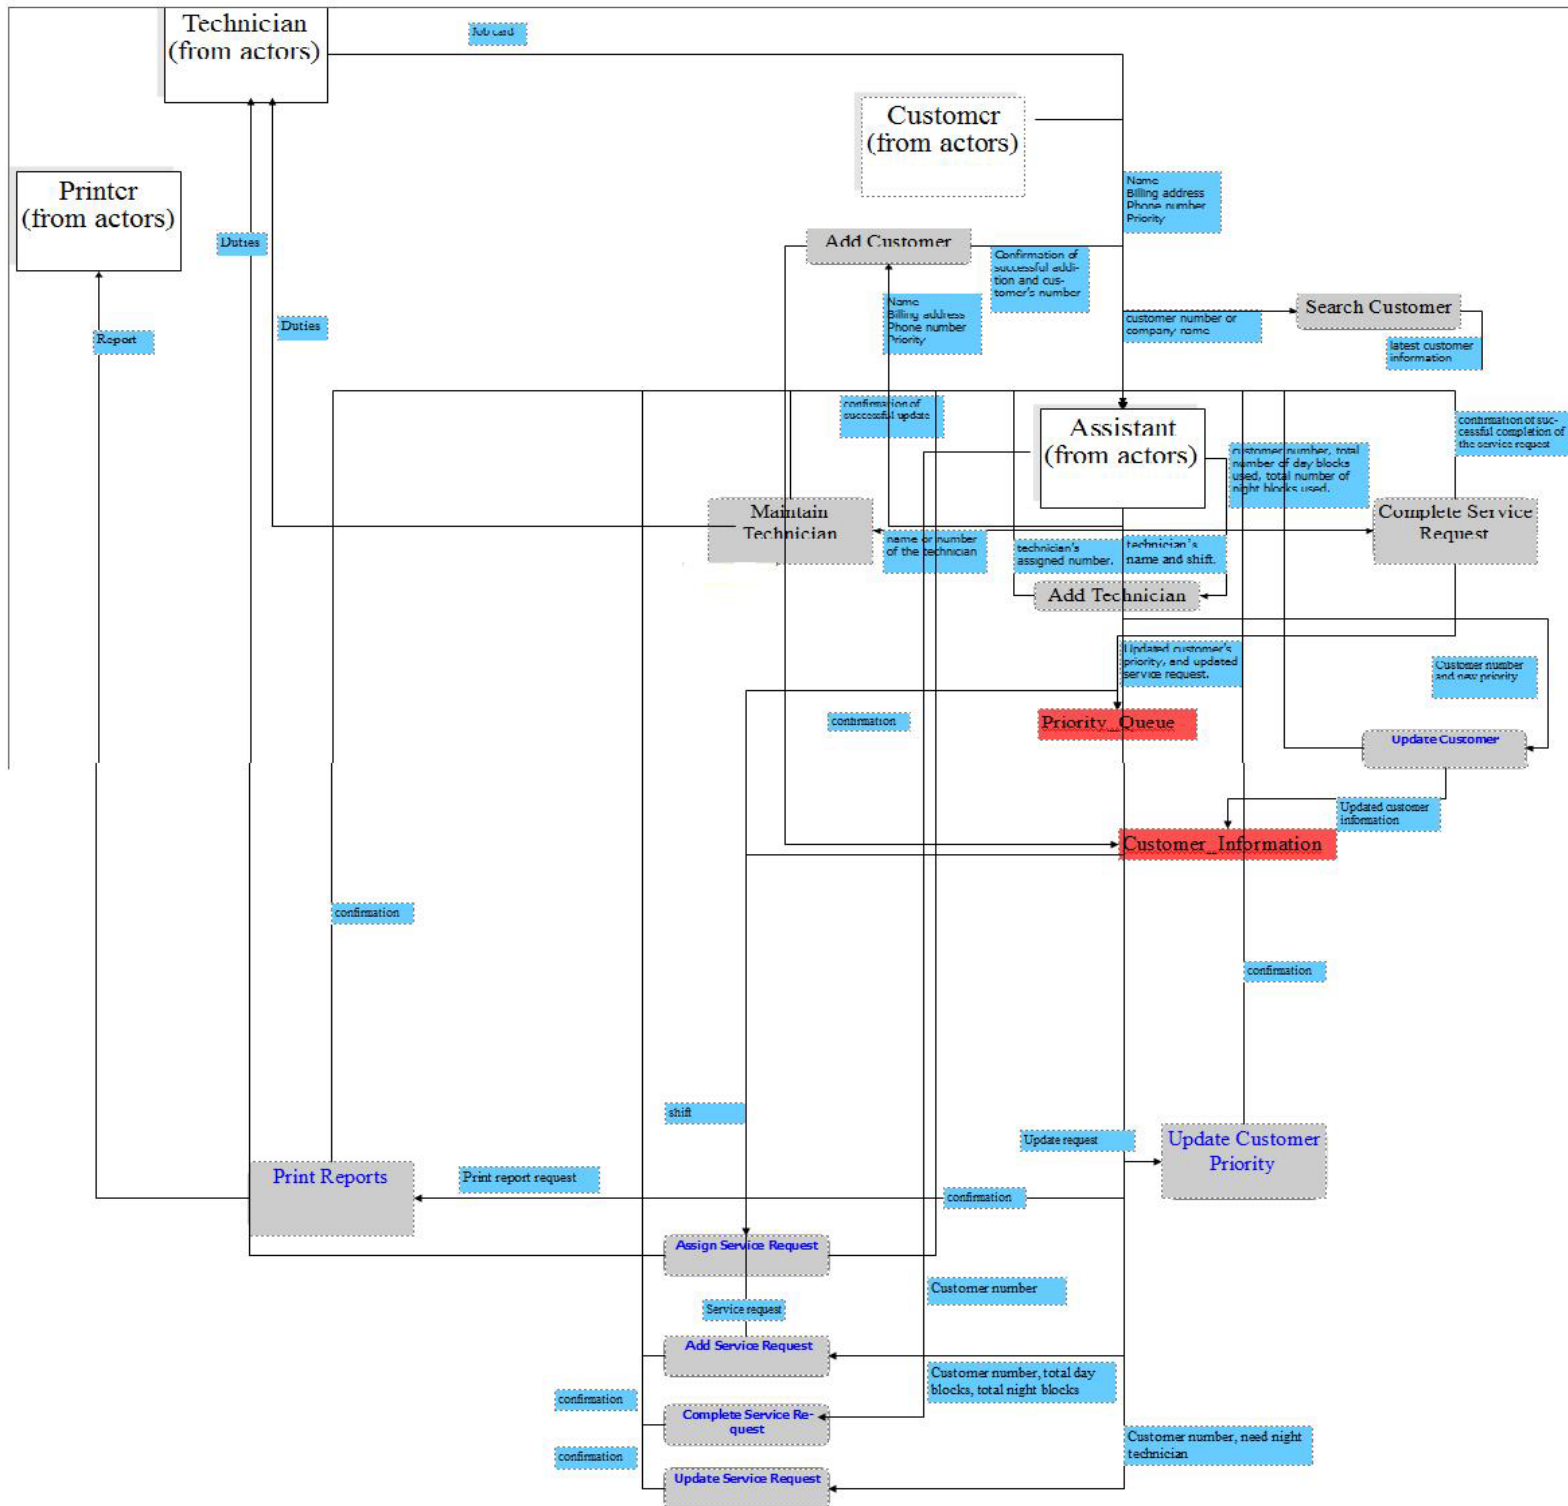 Technician
(from actors)
Job card
Customer
(from actors)
Printer
(from actors)
Name
Billing address
Phone number
Priority
Duties
Add Customer
Confirmation of
successful addi-
tion and cus-
tomer's number
Name
Billing address
Phone number
Priority
Search Customer
customer number or
company name
Duties
Report
latest customer
information
confirmation of
successful update
Assistant
(from actors)
confirmation of suc-
cessful completion of
the service request
customer number, total
number of day blocks
used, total number of
night blocks used.
Maintain
Technician
Complete Service
Request
name or number
of the technician
technician's
assigned number.
technician's
name and shift.
Add Technician
Updated customer's
priority, and updated
service request.
Customer number
and new priority
confirmation
Priority_Queue
Update Customer
Updated customer
information
Customer_Information
confirmation
confirmation
shift
Update request
Update Customer
Priority
Print Reports
Print report request
confirmation
Assign Service Request
Customer number
Service request
Add Service Request
Customer number, total day
blocks, total night blocks
confirmation
Complete Service Re-
quest
Customer number, need night
technician
confirmation
Update Service Request